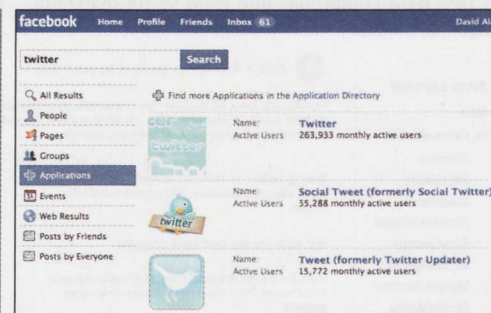 facebook Home Profile Friends Inbox 61 David
twitter Search
All Results
Find more Applications in the Application Directory
People
Pages
Groups
Applications
Events
Web Results
Posts by Friends
Posts by Everyone
twitter
Name: Twitter
Active Users 263,933 monthly active users
twitter
Name: Social Tweet (formerly Social Twitter)
Active Users 55,288 monthly active users
Name: Tweet (formerly Twitter Updater)
Active Users 15,772 monthly active users